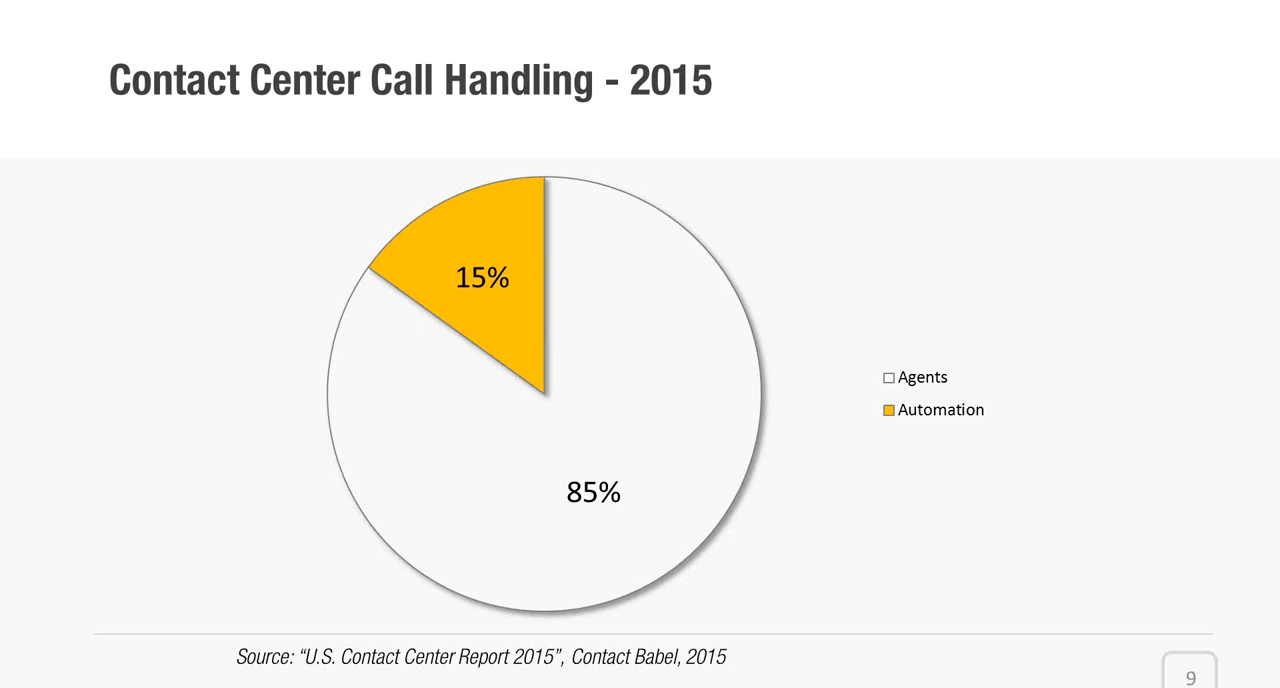 Contact Center Call Handling - 2015
15%
85%
Agents
Automation
Source: “U.S. Contact Center Report 2015”, Contact Babel, 2015
9